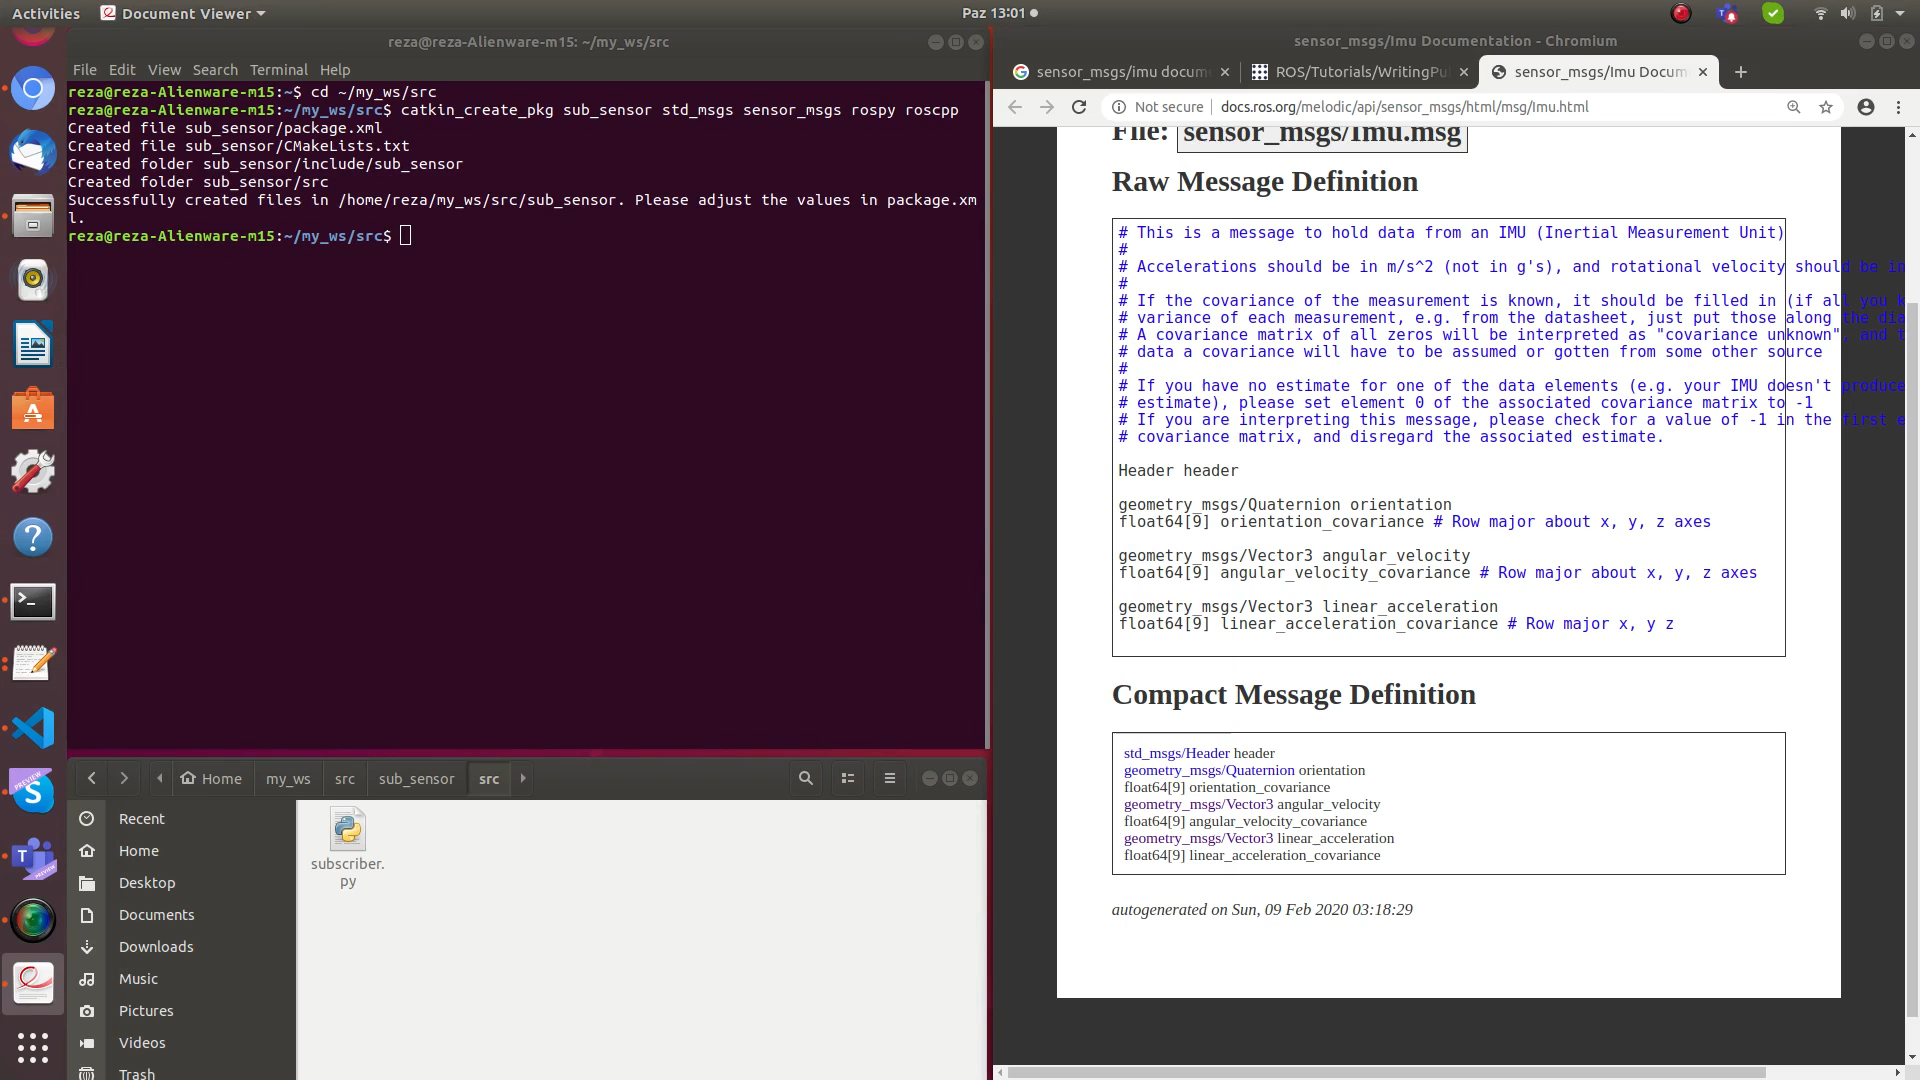 Activities
Document Viewer
Paz 13:01
reza@reza-Alienware-m15: ~/my_ws/src
File Edit View Search Terminal Help
reza@reza-Alienware-m15:~$ cd ~/my_ws/src
reza@reza-Alienware-m15:~/my_ws/src$ catkin_create_pkg sub_sensor std_msgs sensor_msgs rospy roscpp
Created file sub_sensor/package.xml
Created file sub_sensor/CMakeLists.txt
Created folder sub_sensor/include/sub_sensor
Created folder sub_sensor/src
Successfully created files in /home/reza/my_ws/src/sub_sensor. Please adjust the values in package.xm
l.
reza@reza-Alienware-m15:~/my_ws/src$
Home my_ws src sub_sensor src
Recent
Home
Desktop
Documents
Downloads
Music
Pictures
Videos
Trash
subscriber.
py
sensor_msgs/Imu Documentation - Chromium
sensor_msgs/imu docum
ROS/Tutorials/WritingPu
sensor_msgs/Imu Docum
Not secure docs.ros.org/melodic/api/sensor_msgs/html/msg/Imu.html
File: sensor_msgs/Imu.msg
Raw Message Definition
# This is a message to hold data from an IMU (Inertial Measurement Unit)
#
# Accelerations should be in m/s^2 (not in g's), and rotational velocity should be in
#
# If the covariance of the measurement is known, it should be filled in (if all you k
# variance of each measurement, e.g. from the datasheet, just put those along the dia
# A covariance matrix of all zeros will be interpreted as "covariance unknown", and t
# data a covariance will have to be assumed or gotten from some other source
#
# If you have no estimate for one of the data elements (e.g. your IMU doesn't produce
# estimate), please set element 0 of the associated covariance matrix to -1
# If you are interpreting this message, please check for a value of -1 in the first e
# covariance matrix, and disregard the associated estimate.
Header header
geometry_msgs/Quaternion orientation
float64[9] orientation_covariance # Row major about x, y, z axes
geometry_msgs/Vector3 angular_velocity
float64[9] angular_velocity_covariance # Row major about x, y, z axes
geometry_msgs/Vector3 linear_acceleration
float64[9] linear_acceleration_covariance # Row major x, y z
Compact Message Definition
std_msgs/Header header
geometry_msgs/Quaternion orientation
float64[9] orientation_covariance
geometry_msgs/Vector3 angular_velocity
float64[9] angular_velocity_covariance
geometry_msgs/Vector3 linear_acceleration
float64[9] linear_acceleration_covariance
autogenerated on Sun, 09 Feb 2020 03:18:29